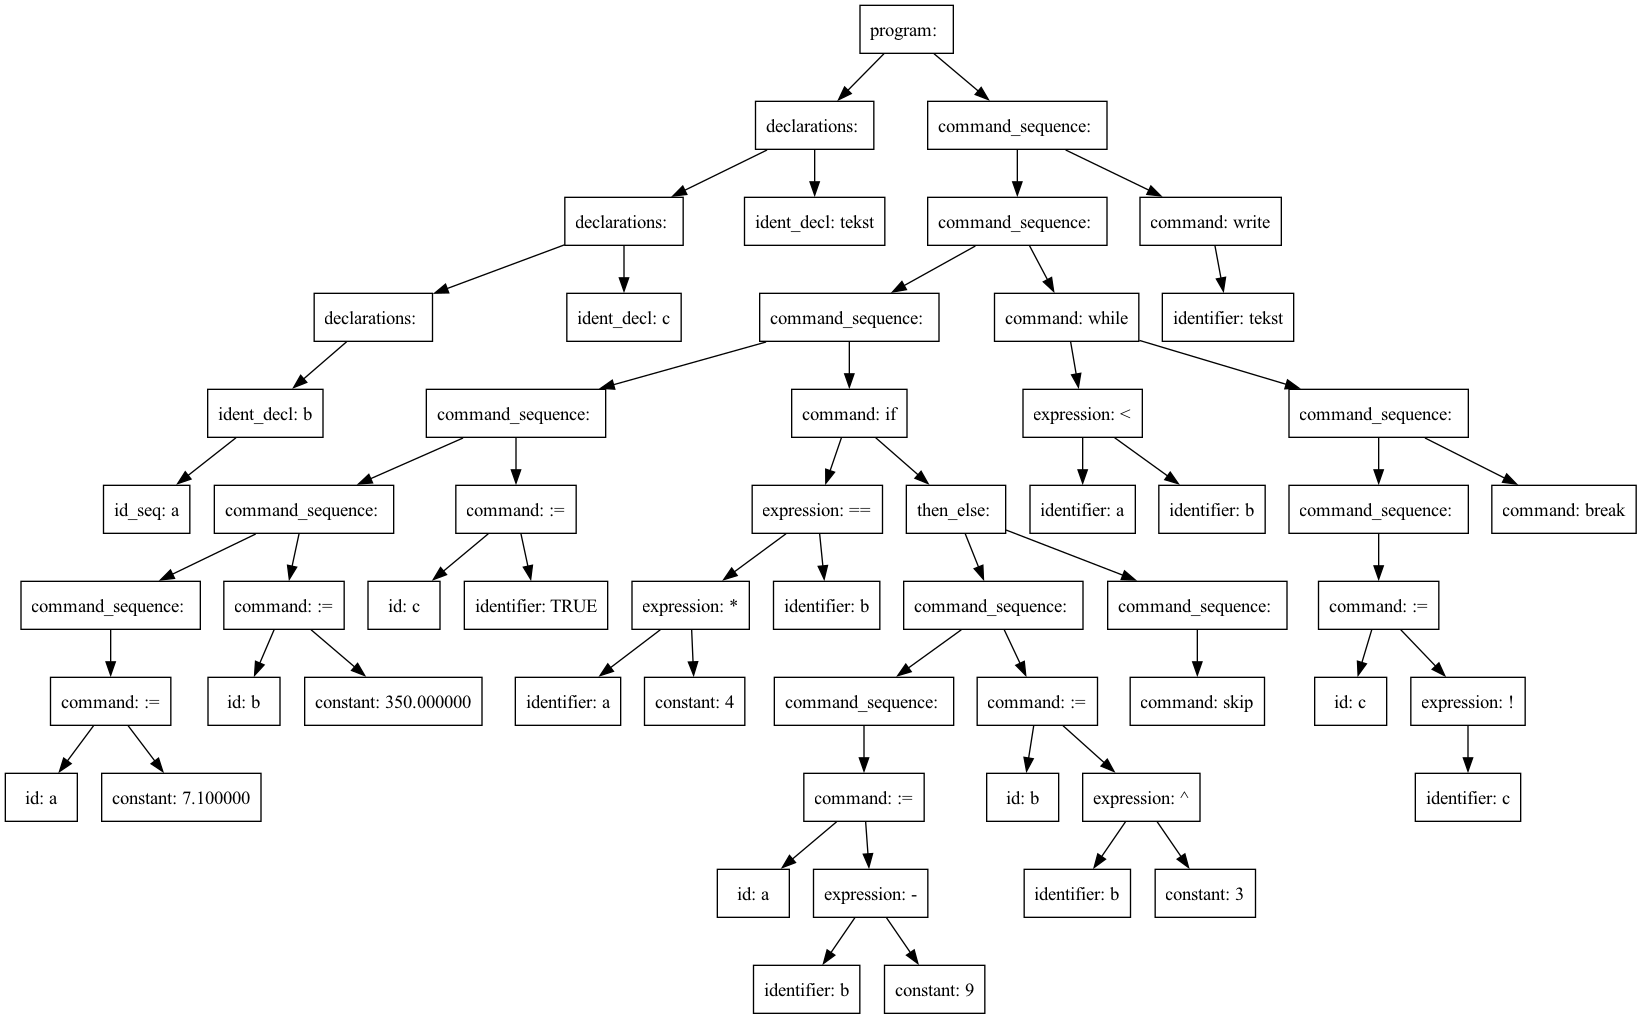 program:
declarations:
command_sequence:
declarations:
ident_decl: tekst
command_sequence:
command: write
declarations:
ident_decl: c
command_sequence:
command: while
identifier: tekst
ident_decl: b
command_sequence:
command: if
expression: <
command_sequence:
id_seq: a
command_sequence:
command: :=
expression: ==
then_else:
identifier: a
identifier: b
command_sequence:
command: break
command_sequence:
command: :=
id: c
identifier: TRUE
expression: *
identifier: b
command_sequence:
command_sequence:
command: :=
command: :=
id: b
constant: 350.000000
identifier: a
constant: 4
command_sequence:
command: :=
command: skip
id: c
expression: !
id: a
constant: 7.100000
command: :=
id: b
expression: ^
identifier: c
id: a
expression: -
identifier: b
constant: 3
identifier: b
constant: 9